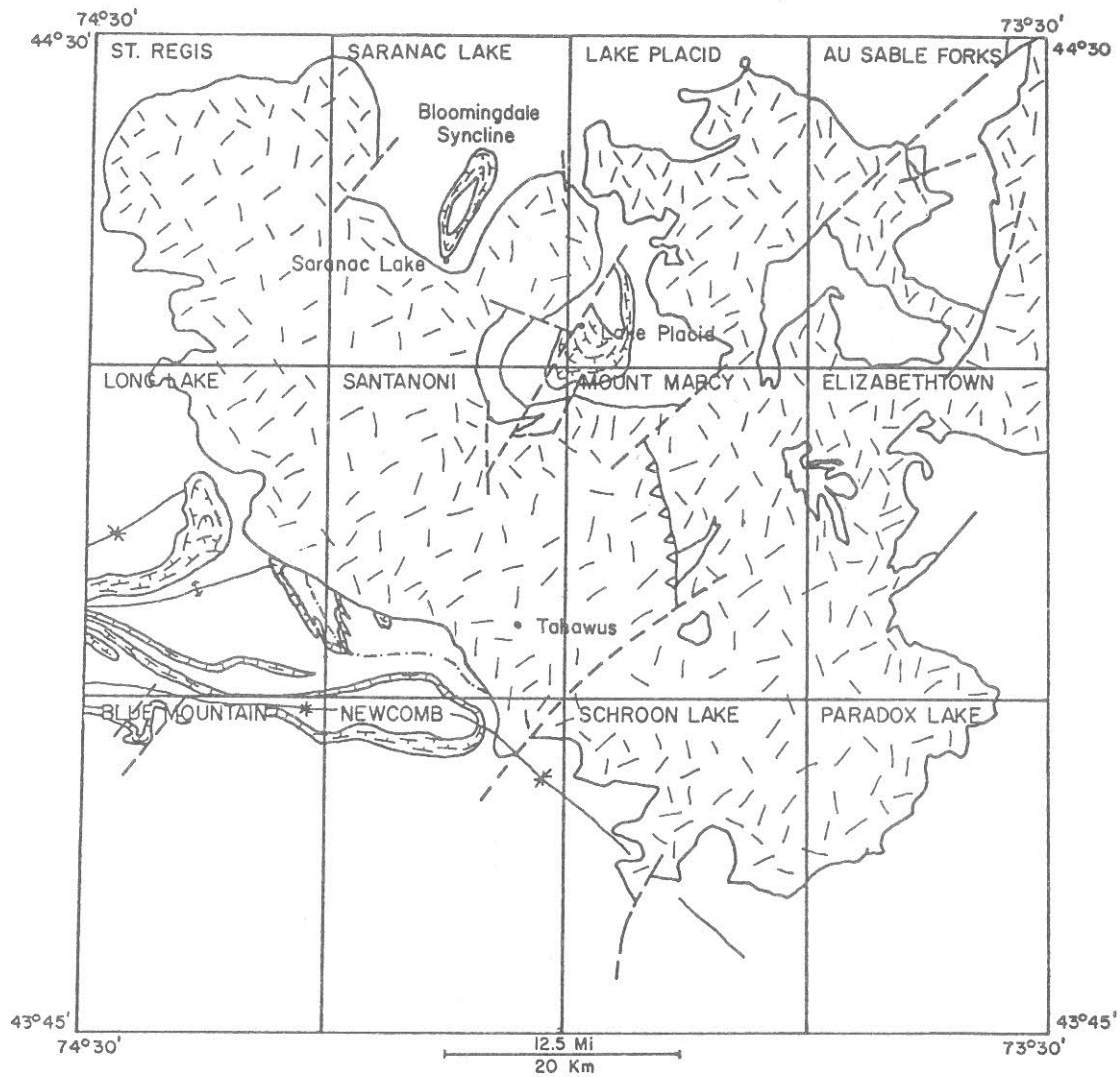 74°30'
73°30'
44°30'
44°30
ST. REGIS
SARANAC LAKE
LAKE PLACID
AU SABLE FORKS
Bloomingdale
Syncline
Saranac Lake
Lake Placid
LONG LAKE
SANTANONI
MOUNT MARCY
ELIZABETHTOWN
Tahawus
BLUE MOUNTAIN
NEWCOMB
SCHROON LAKE
PARADOX LAKE
43°45'
43°45'
74°30'
12.5 Mi
20 Km
73°30'